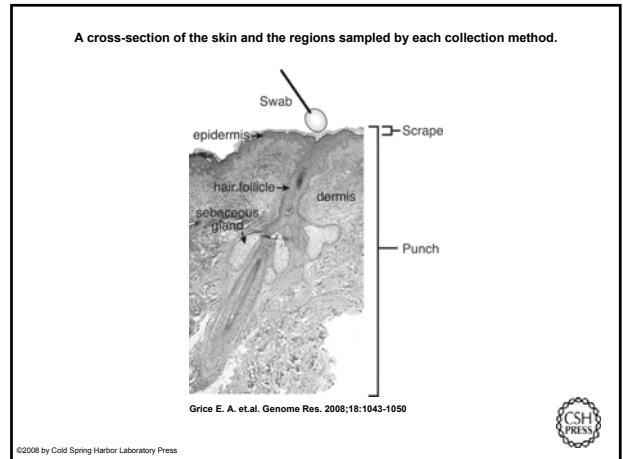 A cross-section of the skin and the regions sampled by each collection method.
Swab
epidermis
Scrape
hair follicle
dermis
sebaceous
gland
Punch
Grice E. A. et.al. Genome Res. 2008;18:1043-1050
CSH
PRESS
©2008 by Cold Spring Harbor Laboratory Press